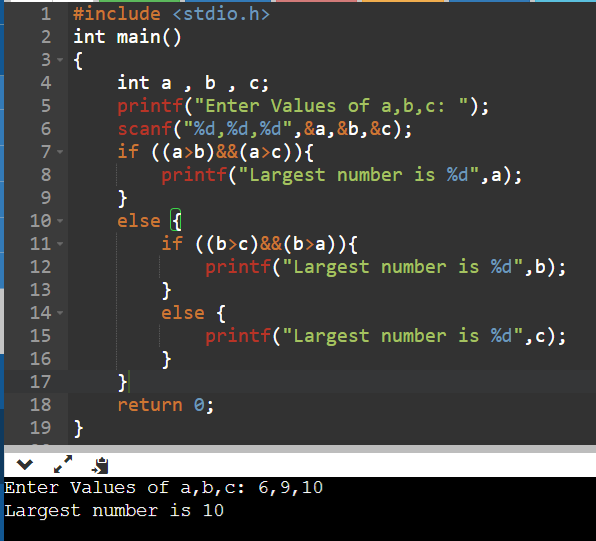 1 #include <stdio.h>
2 int main()
3 {
4 int a , b , c;
5 printf("Enter Values of a,b,c: ");
6 scanf("%d,%d,%d",&a,&b,&c);
7 if ((a>b)&&(a>c)){
8 printf("Largest number is %d",a);
9 }
10 else {
11 if ((b>c)&&(b>a)){
12 printf("Largest number is %d",b);
13 }
14 else {
15 printf("Largest number is %d",c);
16 }
17 }
18 return 0;
19 }
Enter Values of a,b,c: 6,9,10
Largest number is 10